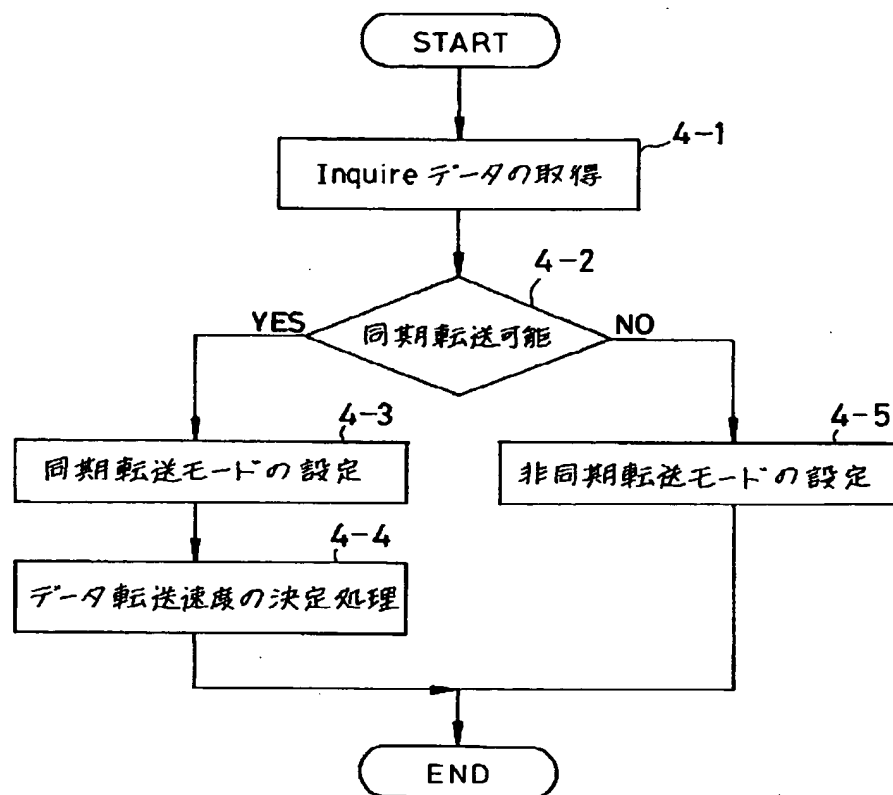 START
4-1
Inquireデータの取得
4-2
YES
同期転送可能
NO
4-3
同期転送モードの設定
4-5
非同期転送モードの設定
4-4
データ転送速度の決定処理
END